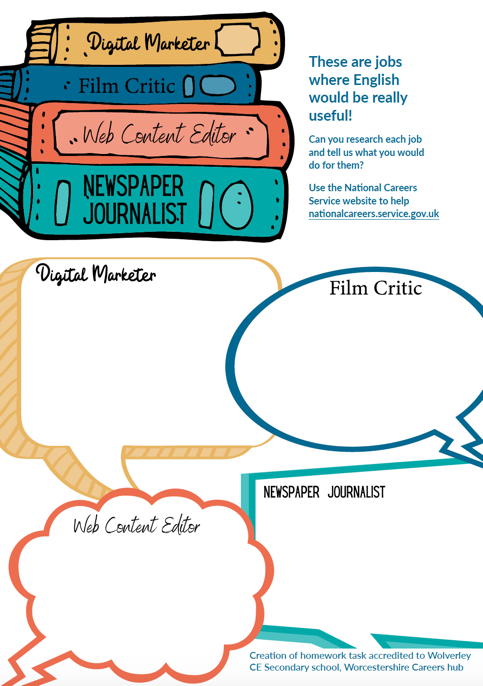 Digital Marketer
Film Critic
Web Content Editor
NEWSPAPER
JOURNALIST
These are jobs
where English
would be really
useful!
Can you research each job
and tell us what you would
do for them?
Use the National Careers
Service website to help
nationalcareers.service.gov.uk
Digital Marketer
Film Critic
Web Content Editor
NEWSPAPER JOURNALIST
Creation of homework task accredited to Wolverley
CE Secondary school, Worcestershire Careers hub